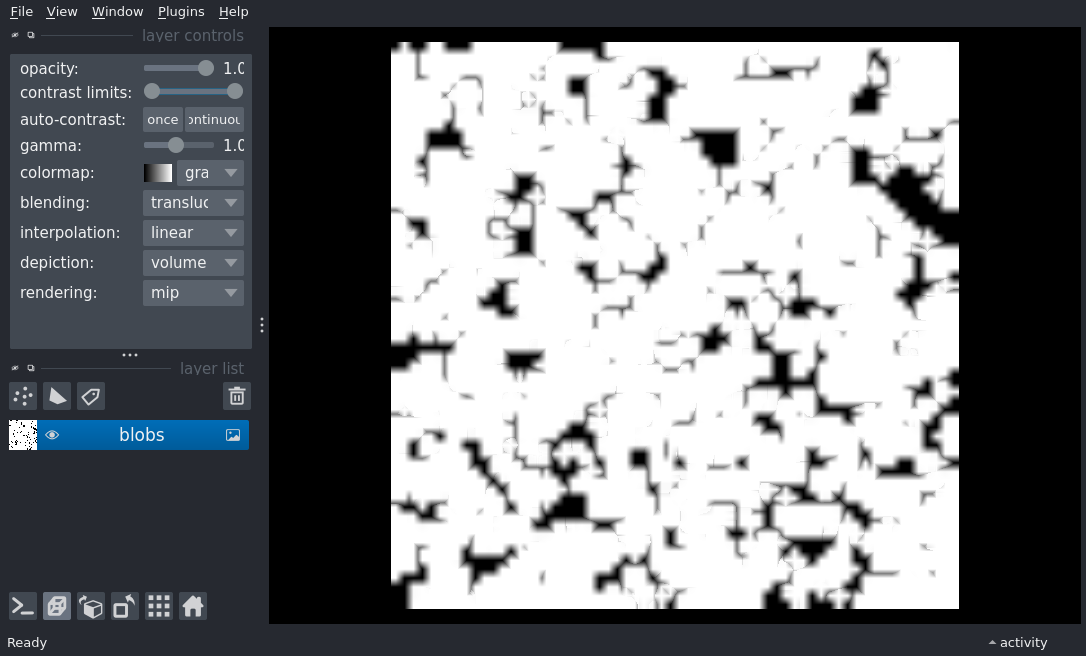 File View Window Plugins Help
layer controls
opacity: 1.0
contrast limits:
auto-contrast: once ontinuou
gamma: 1.0
colormap: gra
blending: transluc
interpolation: linear
depiction: volume
rendering: mip
layer list
blobs
Ready
activity